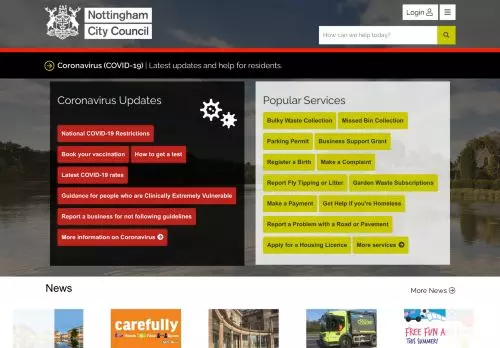 Nottingham
City Council
Login
How can we help today?
Coronavirus (COVID-19) | Latest updates and help for residents.
Coronavirus Updates
National COVID-19 Restrictions
Book your vaccination
How to get a test
Latest COVID-19 rates
Guidance for people who are Clinically Extremely Vulnerable
Report a business for not following guidelines
More information on Coronavirus
Popular Services
Bulky Waste Collection
Missed Bin Collection
Parking Permit
Business Support Grant
Register a Birth
Make a Complaint
Report Fly Tipping or Litter
Garden Waste Subscriptions
Make a Payment
Get Help If you're Homeless
Report a Problem with a Road or Pavement
Apply for a Housing Licence
More services
News
More News
carefully
FREE FUN A
THIS SUMMER!